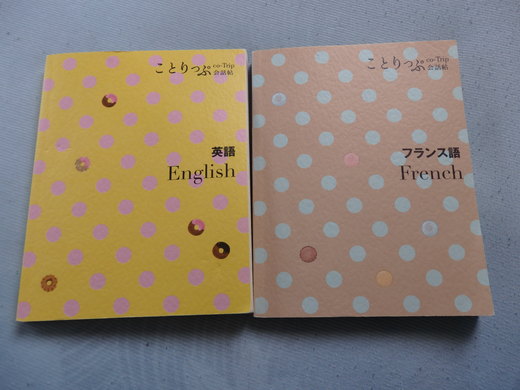 ことりっぷ co-Trip
会話帖
英語
English
ことりっぷ co-Trip
会話帖
フランス語
French